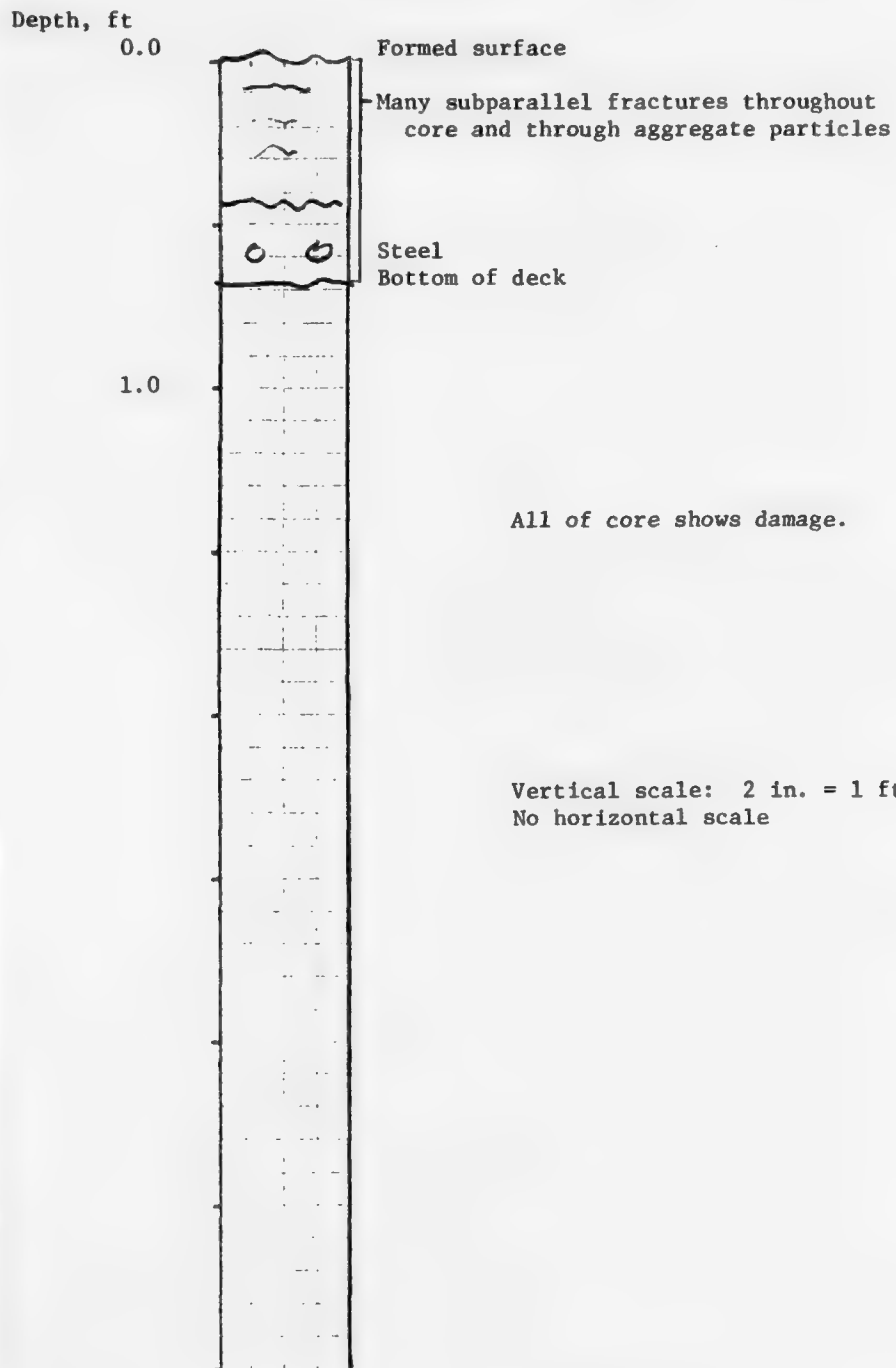 Depth, ft
0.0
Formed surface
Many subparallel fractures throughout
core and through aggregate particles
Steel
Bottom of deck
1.0
All of core shows damage.
Vertical scale: 2 in. = 1 ft
No horizontal scale